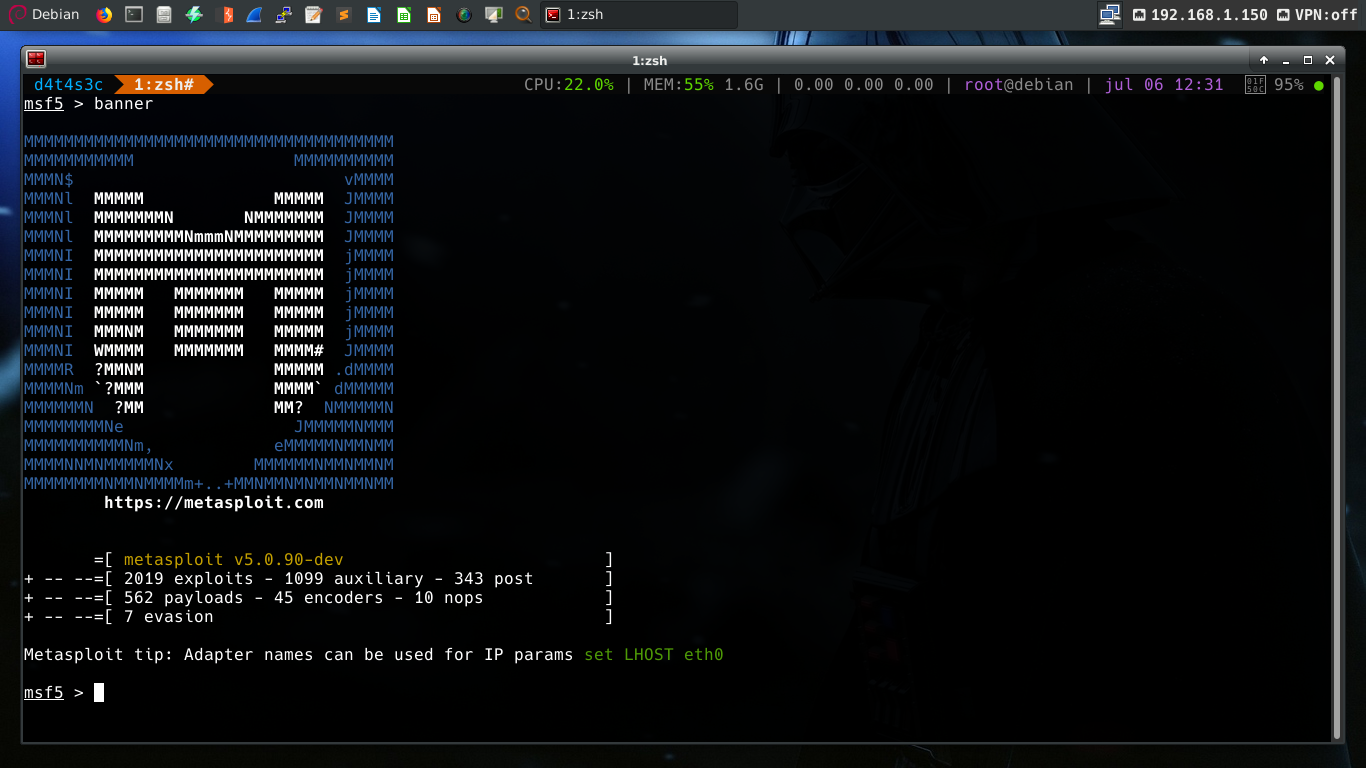 Debian 1:zsh 192.168.1.150 VPN:off
1:zsh
d4t4s3c 1:zsh# CPU:22.0% | MEM:55% 1.6G | 0.00 0.00 0.00 | root@debian | jul 06 12:31 01F50C 95% ●
msf5 > banner
MMMMMMMMMMMMMMMMMMMMMMMMMMMMMMMMMMMMM
MMMMMMMMMMM                MMMMMMMMMM
MMMN$                           vMMMM
MMMNl  MMMMM             MMMMM  JMMMM
MMMNl  MMMMMMMN       NMMMMMMM  JMMMM
MMMNl  MMMMMMMMMNmmmNMMMMMMMMM  JMMMM
MMMNI  MMMMMMMMMMMMMMMMMMMMMMM  jMMMM
MMMNI  MMMMMMMMMMMMMMMMMMMMMMM  jMMMM
MMMNI  MMMMM   MMMMMMM   MMMMM  jMMMM
MMMNI  MMMMM   MMMMMMM   MMMMM  jMMMM
MMMNI  MMMNM   MMMMMMM   MMMMM  jMMMM
MMMNI  WMMMM   MMMMMMM   MMMM#  JMMMM
MMMMR  ?MMNM             MMMMM .dMMMM
MMMMNm `?MMM             MMMM` dMMMMM
MMMMMMN  ?MM             MM?  NMMMMMN
MMMMMMMMNe                 JMMMMMNMMM
MMMMMMMMMMNm,            eMMMMMNMMNMM
MMMMNNMNMMMMMNx        MMMMMMNMMNMMNM
MMMMMMMMNMMNMMMMm+..+MMNMMNMNMMNMMNMM
https://metasploit.com
=[ metasploit v5.0.90-dev                          ]
+ -- --=[ 2019 exploits - 1099 auxiliary - 343 post       ]
+ -- --=[ 562 payloads - 45 encoders - 10 nops            ]
+ -- --=[ 7 evasion                                       ]
Metasploit tip: Adapter names can be used for IP params set LHOST eth0
msf5 >